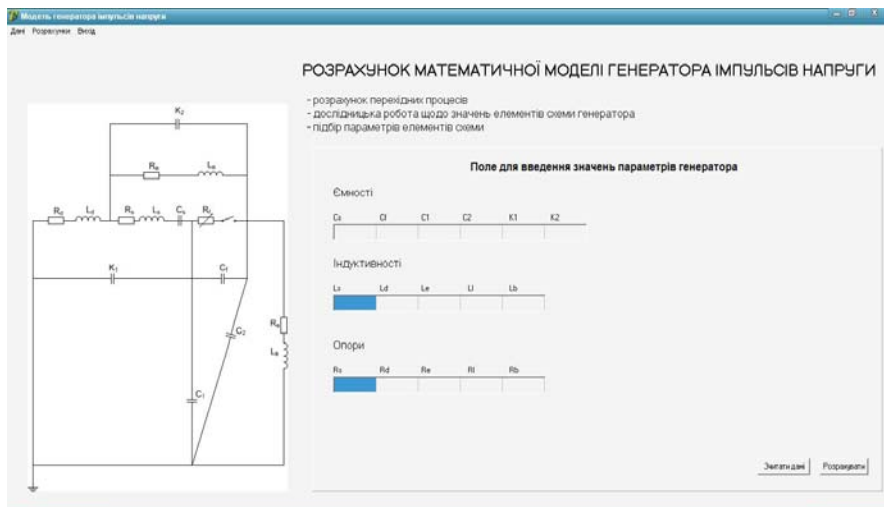 Модель генератора імпульсів напруги
Дані Розрахунки Вихід
РОЗРАХУНОК МАТЕМАТИЧНОЇ МОДЕЛІ ГЕНЕРАТОРА ІМПУЛЬСІВ НАПРУГИ
- розрахунок перехідних процесів
- дослідницька робота щодо значень елементів схеми генератора
- підбір параметрів елементів схеми
Поле для введення значень параметрів генератора
Ємності
Cs Cl C1 C2 K1 K2
Індуктивності
Ls Ld Le Ll Lb
Опори
Rs Rd Re Rl Rb
Зчитати дані Розрахувати
K₂
Rₑ Lₑ
R_d L_d Rₛ Lₛ Cₛ
K₁ C_f
C₂
C₁